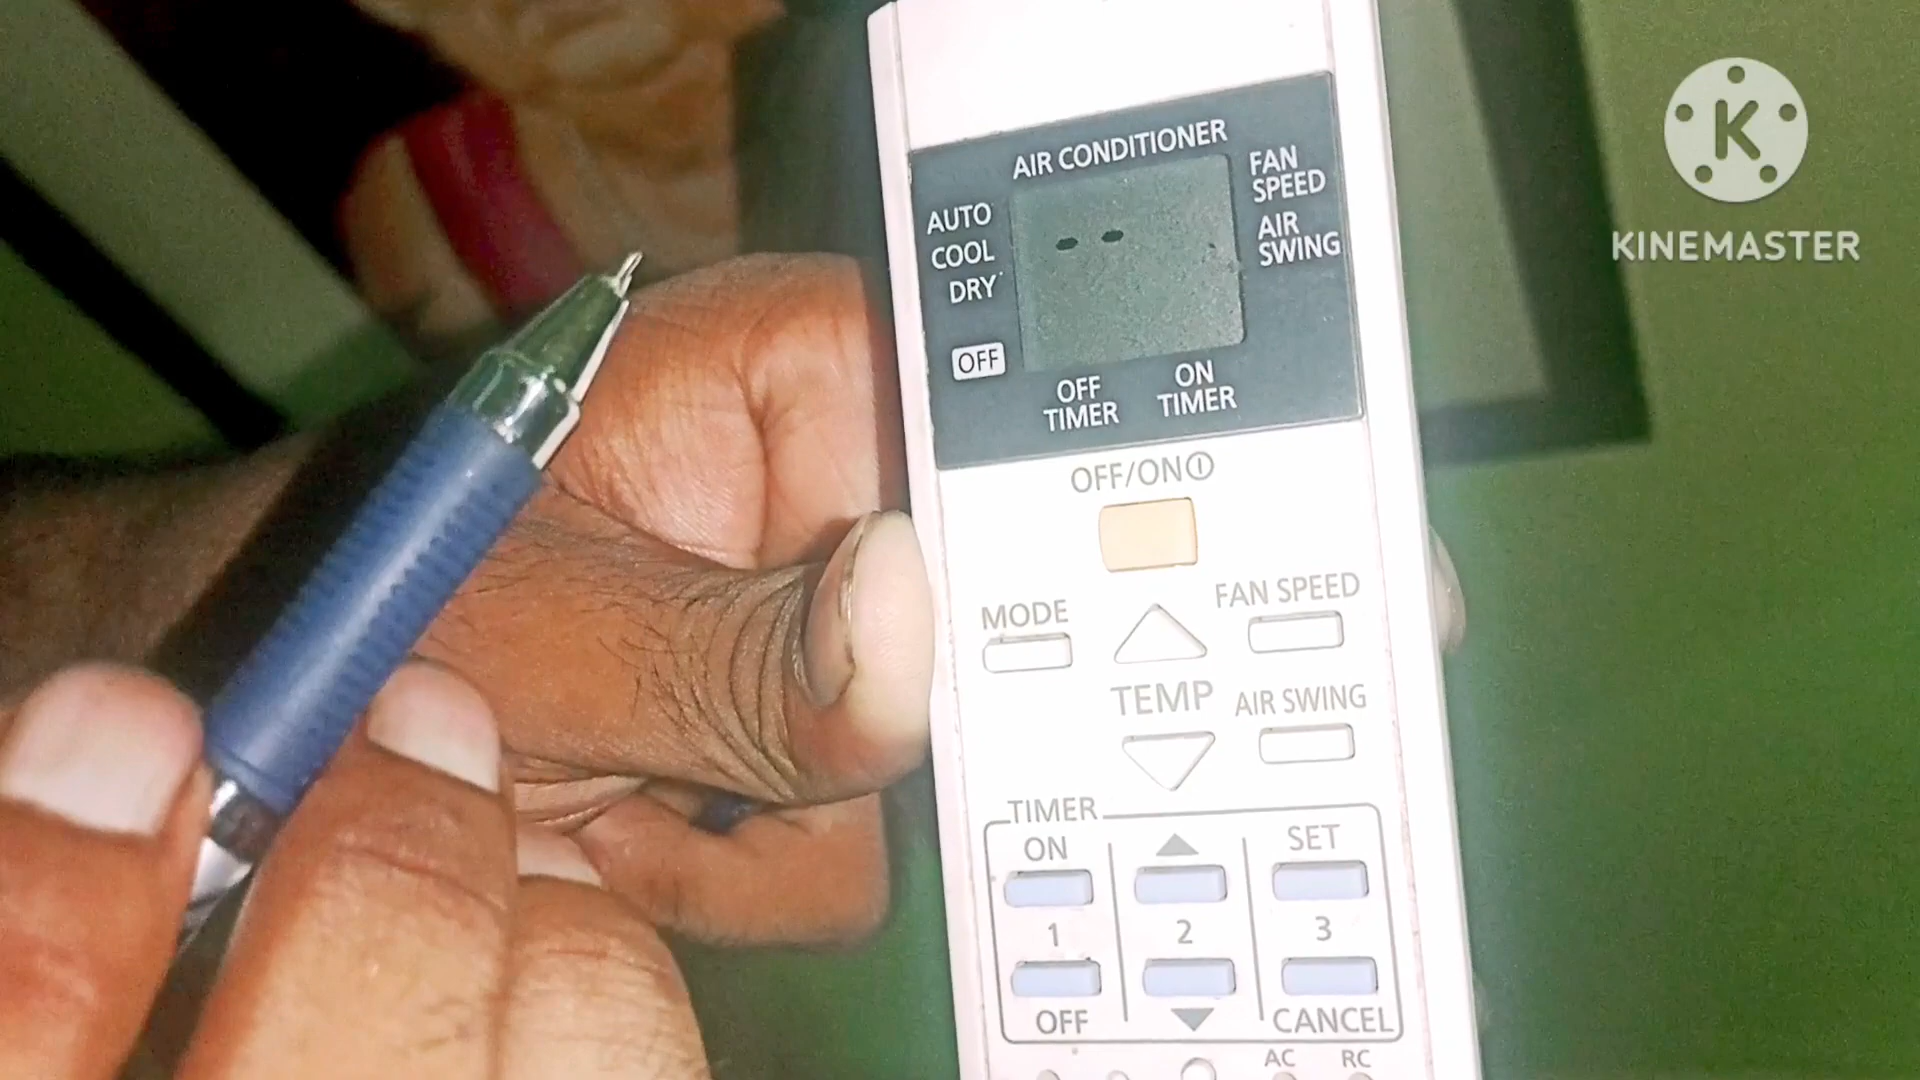 AIR CONDITIONER
FAN
SPEED
AIR
SWING
AUTO
COOL
DRY
OFF
OFF
TIMER
ON
TIMER
K
KINEMASTER
OFF/ON
MODE
FAN SPEED
TEMP
AIR SWING
TIMER
ON
SET
1
2
3
OFF
CANCEL
AC
RC